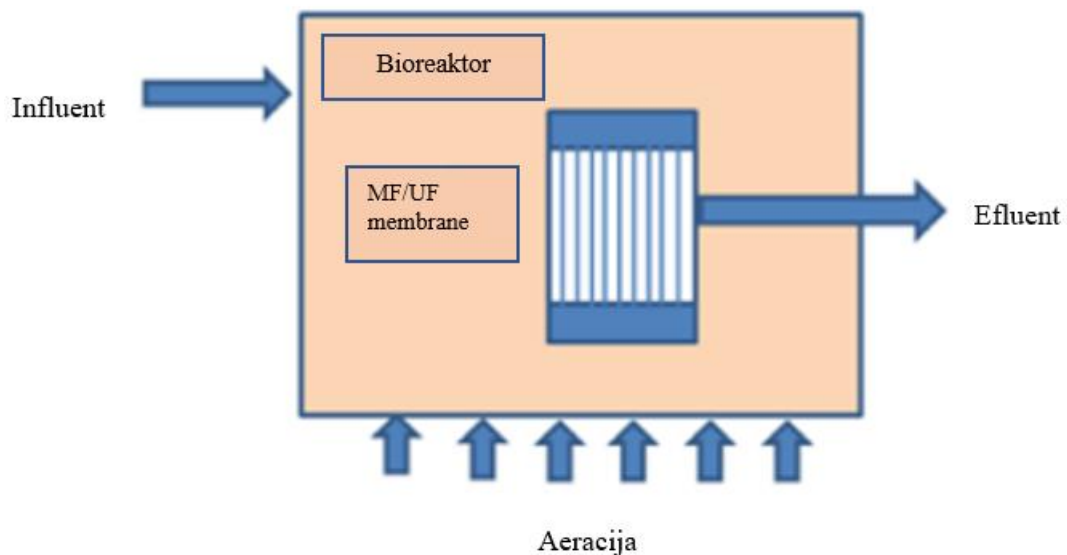 Bioreaktor
Influent
MF/UF
membrane
Efluent
Aeracija